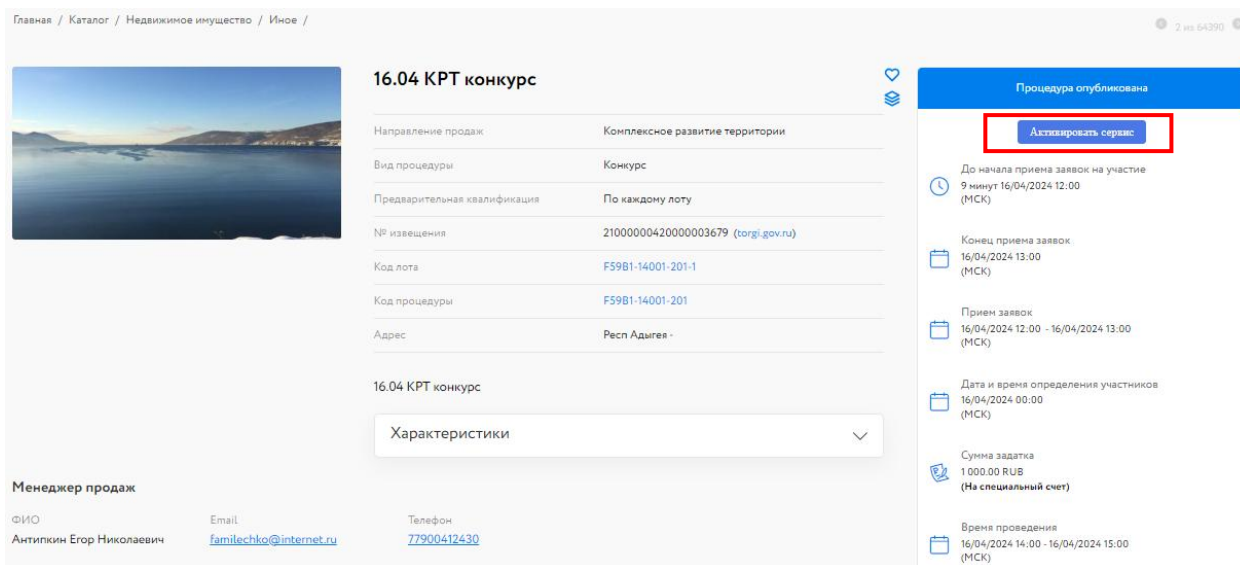 Главная / Каталог / Недвижимое имущество / Иное /
2 из 64390
16.04 КРТ конкурс
Направление продаж Комплексное развитие территории
Вид процедуры Конкурс
Предварительная квалификация По каждому лоту
№ извещения 21000000420000003679 (torgi.gov.ru)
Код лота F59B1-14001-201-1
Код процедуры F59B1-14001-201
Адрес Респ Адыгея -
16.04 КРТ конкурс
Характеристики
Менеджер продаж
ФИО Email Телефон
Антипкин Егор Николаевич familechko@internet.ru 77900412430
Процедура опубликована
Активировать сервис
До начала приема заявок на участие
9 минут 16/04/2024 12:00
(МСК)
Конец приема заявок
16/04/2024 13:00
(МСК)
Прием заявок
16/04/2024 12:00 - 16/04/2024 13:00
(МСК)
Дата и время определения участников
16/04/2024 00:00
(МСК)
Сумма задатка
1 000.00 RUB
(На специальный счет)
Время проведения
16/04/2024 14:00 - 16/04/2024 15:00
(МСК)